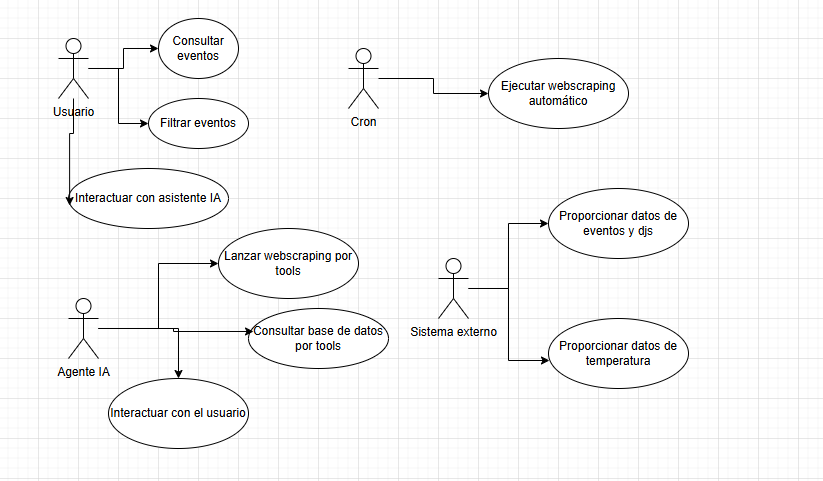 Consultar
eventos
Usuario
Filtrar eventos
Interactuar con asistente IA
Cron
Ejecutar webscraping
automático
Lanzar webscraping por
tools
Agente IA
Consultar base de datos
por tools
Interactuar con el usuario
Sistema externo
Proporcionar datos de
eventos y djs
Proporcionar datos de
temperatura